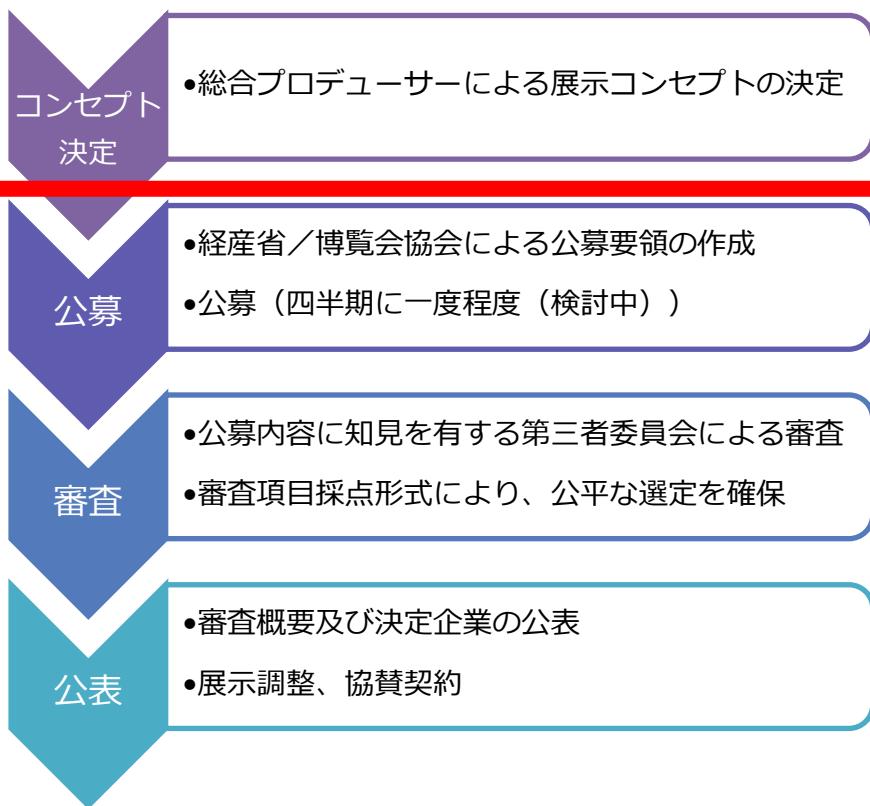 コンセプト
決定
•総合プロデューサーによる展示コンセプトの決定
公募
•経産省／博覧会協会による公募要領の作成
•公募（四半期に一度程度（検討中））
審査
•公募内容に知見を有する第三者委員会による審査
•審査項目採点形式により、公平な選定を確保
公表
•審査概要及び決定企業の公表
•展示調整、協賛契約